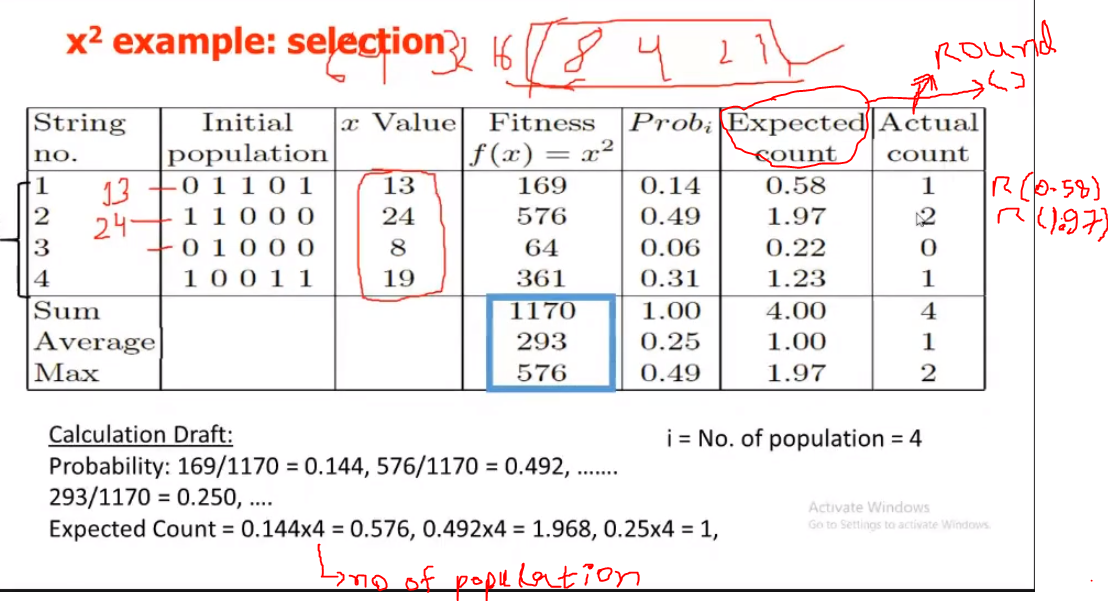 x² example: selection
64 32 16 8 4 2 1
Round
( )
String no. Initial population x Value Fitness f(x) = x² Probᵢ Expected count Actual count
1 13 0 1 1 0 1 13 169 0.14 0.58 1 R(0.58)
2 24 1 1 0 0 0 24 576 0.49 1.97 2 R(1.97)
3 0 1 0 0 0 8 64 0.06 0.22 0
4 1 0 0 1 1 19 361 0.31 1.23 1
Sum 1170 1.00 4.00 4
Average 293 0.25 1.00 1
Max 576 0.49 1.97 2
Calculation Draft:
i = No. of population = 4
Probability: 169/1170 = 0.144, 576/1170 = 0.492, .......
293/1170 = 0.250, ....
Expected Count = 0.144x4 = 0.576, 0.492x4 = 1.968, 0.25x4 = 1,
no of population
Activate Windows
Go to Settings to activate Windows.